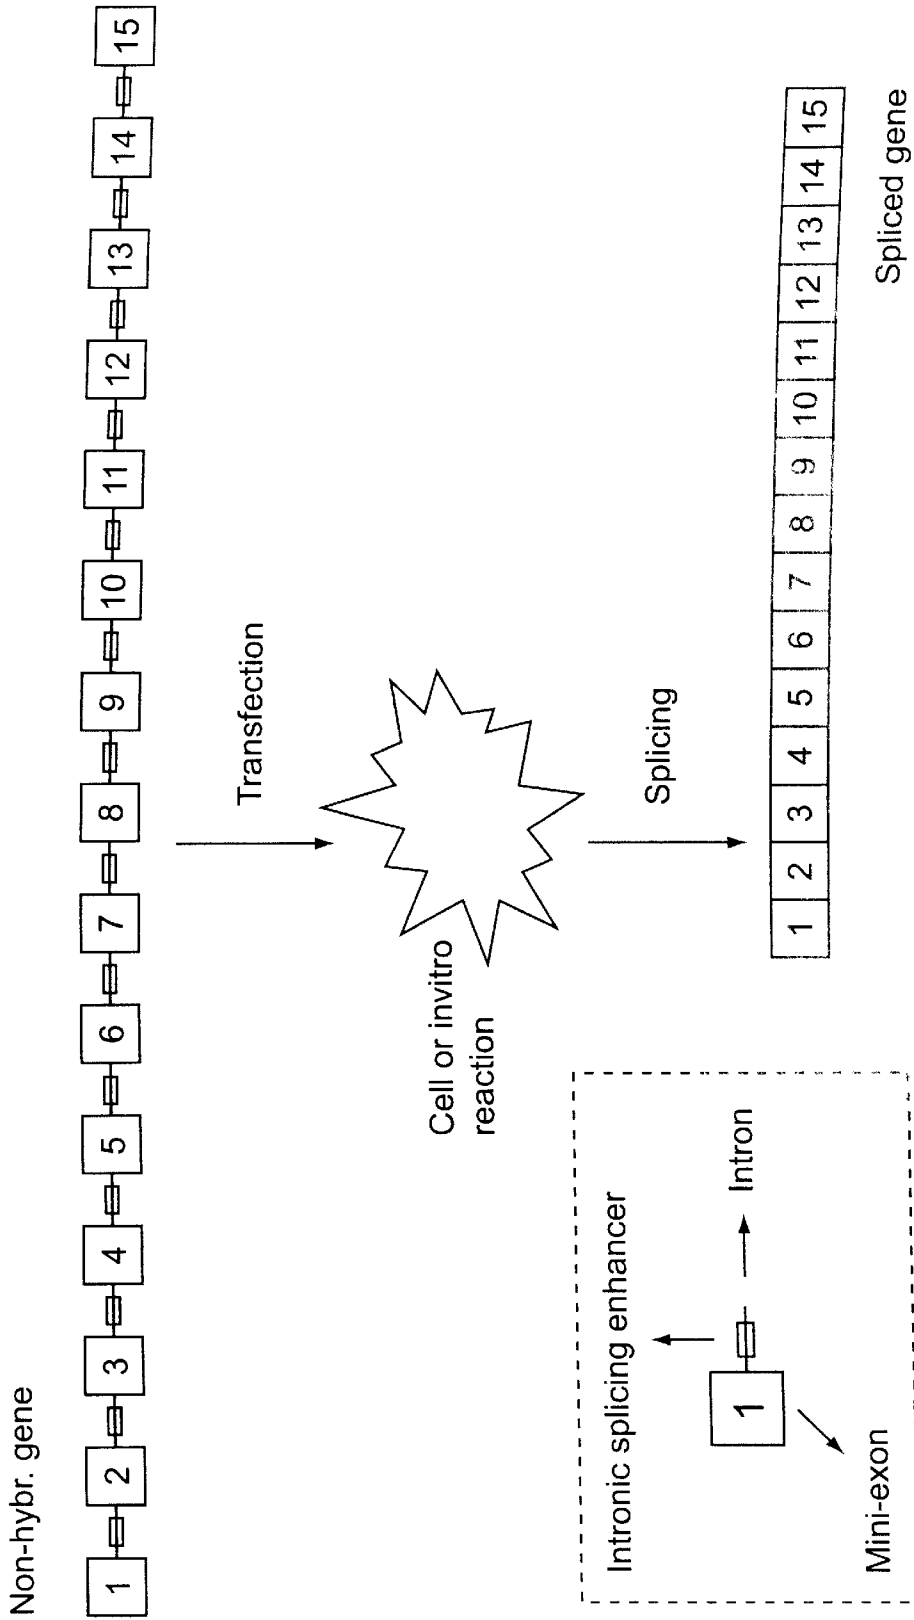 Non-hybr. gene
1 2 3 4 5 6 7 8 9 10 11 12 13 14 15
Transfection
Cell or invitro
reaction
Splicing
1 2 3 4 5 6 7 8 9 10 11 12 13 14 15
Spliced gene
Intronic splicing enhancer
1
Intron
Mini-exon